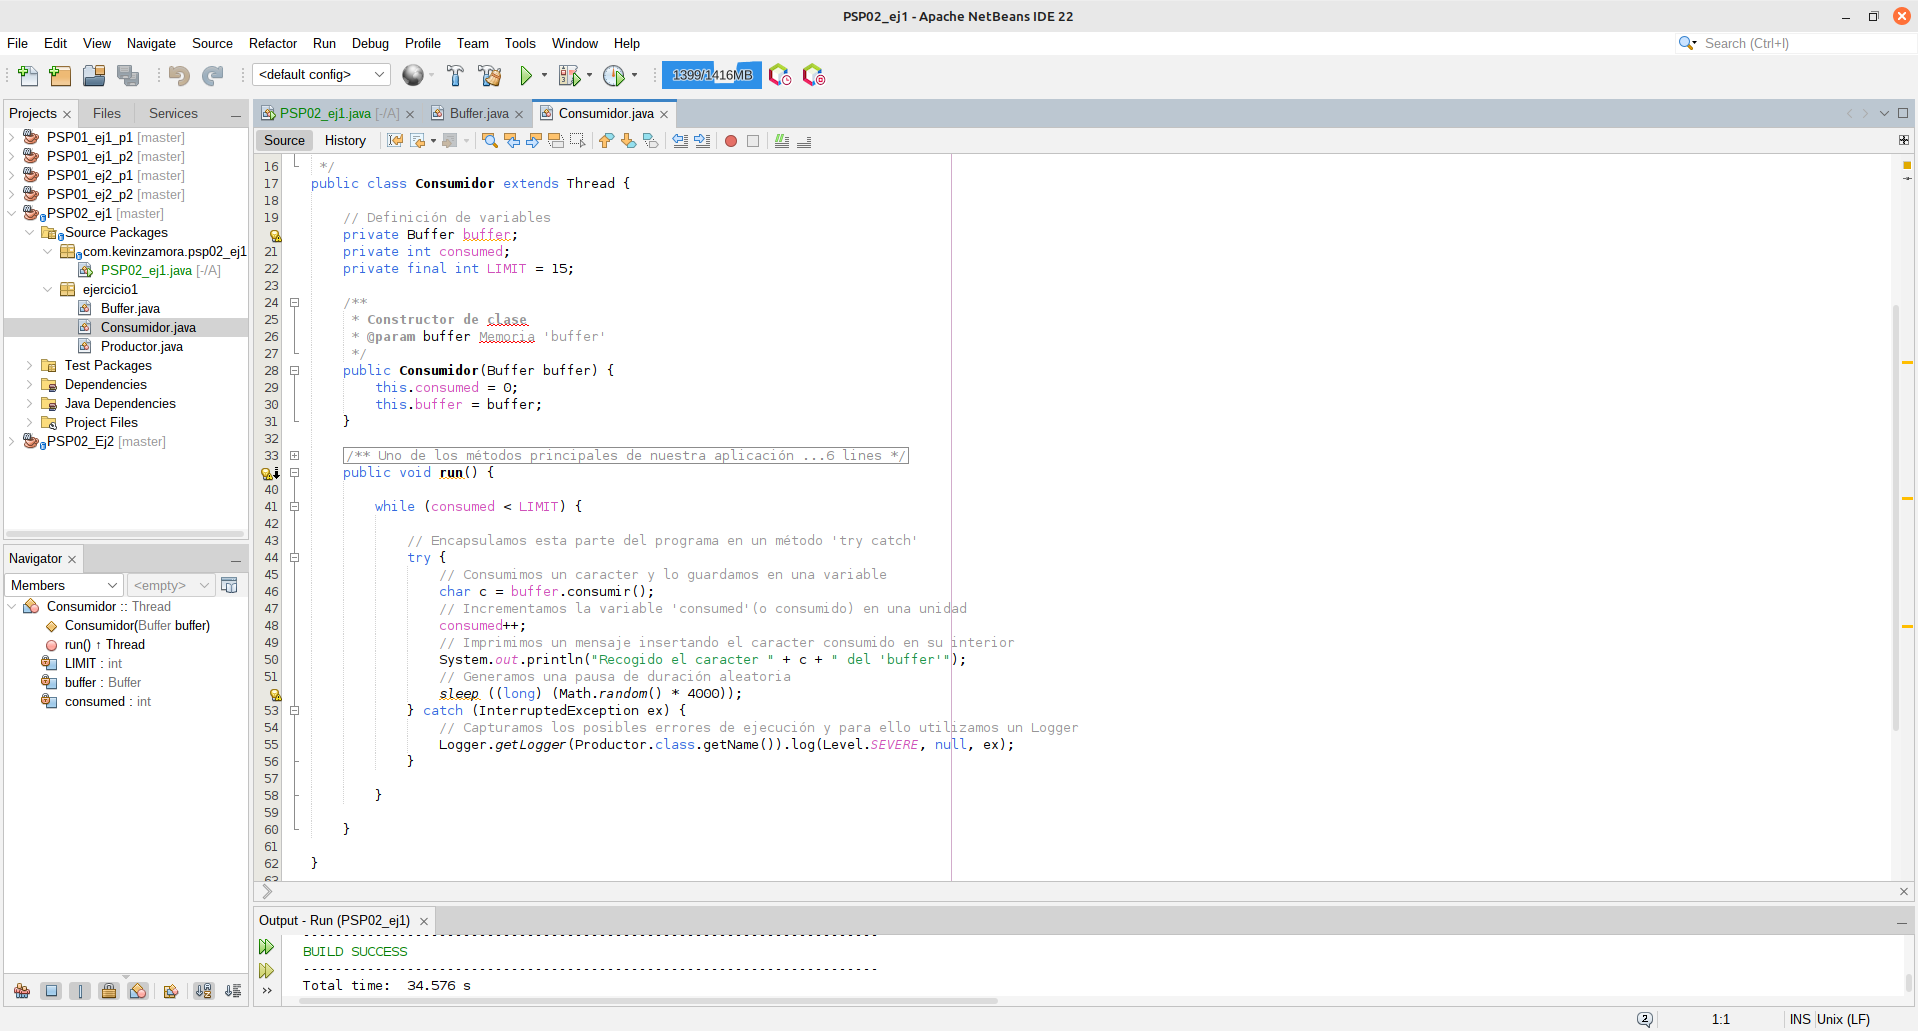 PSP02_ej1 - Apache NetBeans IDE 22
File Edit View Navigate Source Refactor Run Debug Profile Team Tools Window Help
Search (Ctrl+I)
<default config>
1399/1416MB
Projects Files Services
PSP01_ej1_p1 [master]
PSP01_ej1_p2 [master]
PSP01_ej2_p1 [master]
PSP01_ej2_p2 [master]
PSP02_ej1 [master]
Source Packages
com.kevinzamora.psp02_ej1
PSP02_ej1.java [-/A]
ejercicio1
Buffer.java
Consumidor.java
Productor.java
Test Packages
Dependencies
Java Dependencies
Project Files
PSP02_Ej2 [master]
Navigator
Members <empty>
Consumidor :: Thread
Consumidor(Buffer buffer)
run() ↑ Thread
LIMIT : int
buffer : Buffer
consumed : int
PSP02_ej1.java [-/A] Buffer.java Consumidor.java
Source History
16 */
17 public class Consumidor extends Thread {
18
19 // Definición de variables
private Buffer buffer;
21 private int consumed;
22 private final int LIMIT = 15;
23
24 /**
25 * Constructor de clase
26 * @param buffer Memoria 'buffer'
27 */
28 public Consumidor(Buffer buffer) {
29 this.consumed = 0;
30 this.buffer = buffer;
31 }
32
33 /** Uno de los métodos principales de nuestra aplicación ...6 lines */
public void run() {
40
41 while (consumed < LIMIT) {
42
43 // Encapsulamos esta parte del programa en un método 'try catch'
44 try {
45 // Consumimos un caracter y lo guardamos en una variable
46 char c = buffer.consumir();
47 // Incrementamos la variable 'consumed'(o consumido) en una unidad
48 consumed++;
49 // Imprimimos un mensaje insertando el caracter consumido en su interior
50 System.out.println("Recogido el caracter " + c + " del 'buffer'");
51 // Generamos una pausa de duración aleatoria
sleep ((long) (Math.random() * 4000));
53 } catch (InterruptedException ex) {
54 // Capturamos los posibles errores de ejecución y para ello utilizamos un Logger
55 Logger.getLogger(Productor.class.getName()).log(Level.SEVERE, null, ex);
56 }
57
58 }
59
60 }
61
62 }
63
Output - Run (PSP02_ej1)
------------------------------------------------------------------------
BUILD SUCCESS
------------------------------------------------------------------------
Total time:  34.576 s
2 1:1 INS Unix (LF)